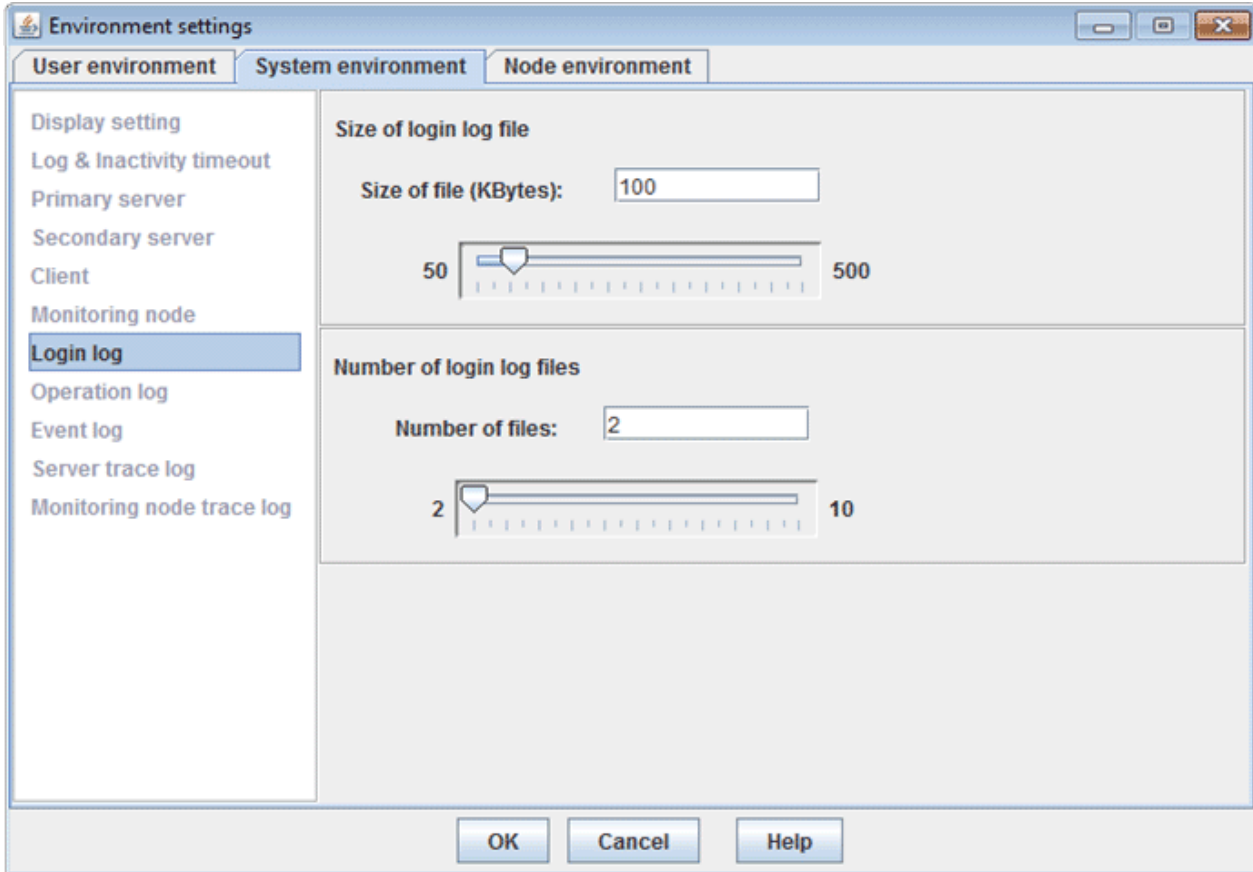 Environment settings
User environment System environment Node environment
Display setting
Log & Inactivity timeout
Primary server
Secondary server
Client
Monitoring node
Login log
Operation log
Event log
Server trace log
Monitoring node trace log
Size of login log file
Size of file (KBytes): 100
50 500
Number of login log files
Number of files: 2
2 10
OK Cancel Help